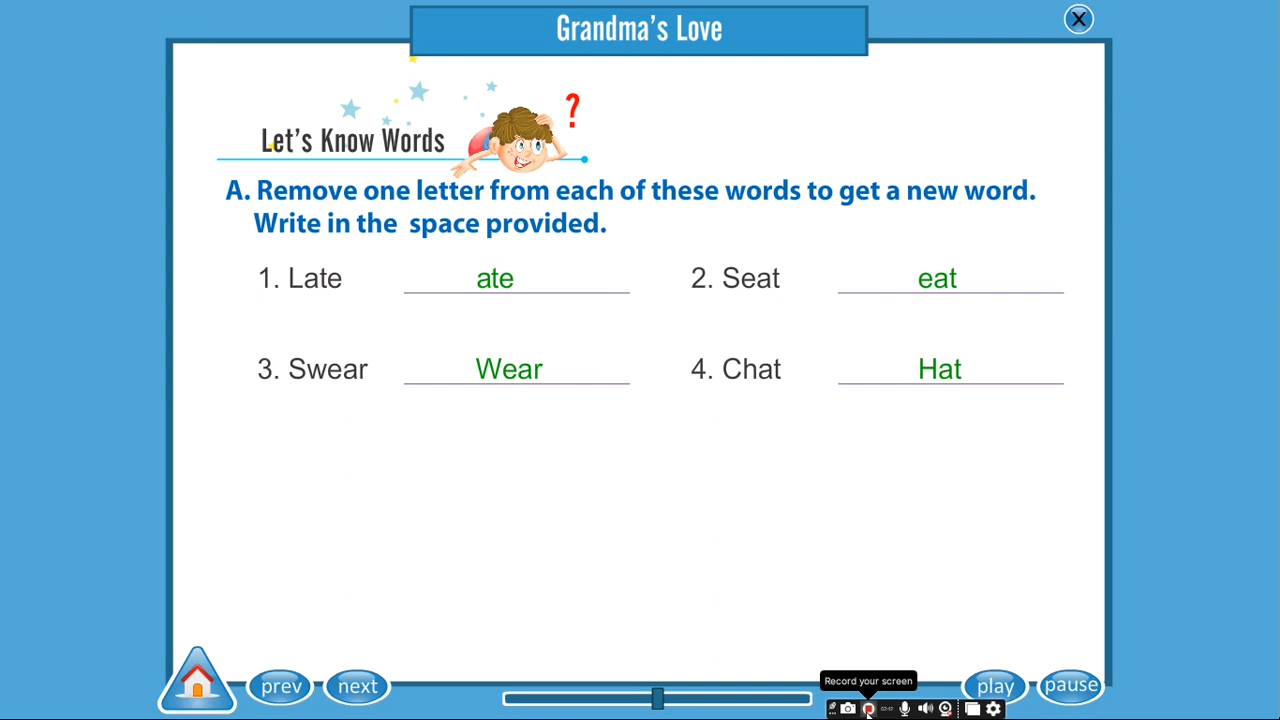 Grandma's Love
X
?
Let's Know Words
A. Remove one letter from each of these words to get a new word.
Write in the space provided.
1. Late ate 2. Seat eat
3. Swear Wear 4. Chat Hat
Record your screen
prev next play pause